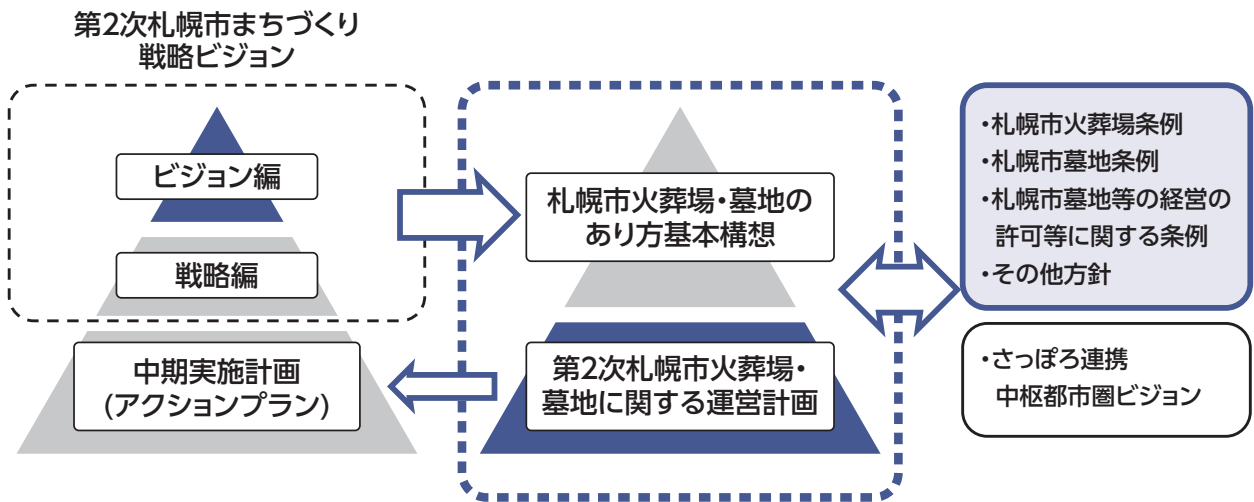 第2次札幌市まちづくり
戦略ビジョン
ビジョン編
戦略編
中期実施計画
(アクションプラン)
札幌市火葬場・墓地の
あり方基本構想
第2次札幌市火葬場・
墓地に関する運営計画
・札幌市火葬場条例
・札幌市墓地条例
・札幌市墓地等の経営の
許可等に関する条例
・その他方針
・さっぽろ連携
中枢都市圏ビジョン